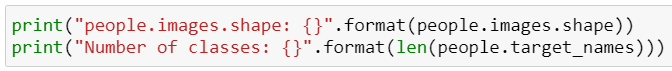 print("people.images.shape: {}".format(people.images.shape))
print("Number of classes: {}".format(len(people.target_names)))